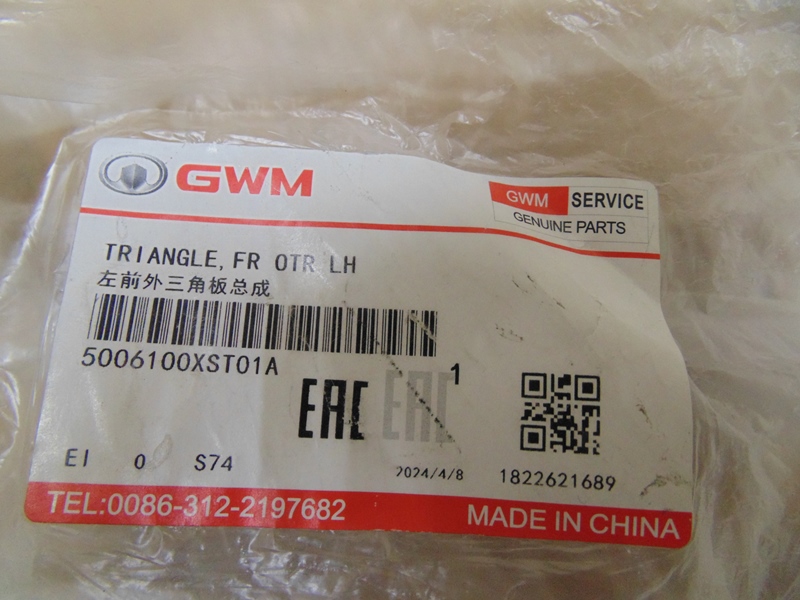 GWM
GWM SERVICE
GENUINE PARTS
TRIANGLE,FR OTR LH
左前外三角板总成
5006100XST01A
1
EAC EAC
EI 0 S74
2024/4/8 1822621689
TEL:0086-312-2197682
MADE IN CHINA